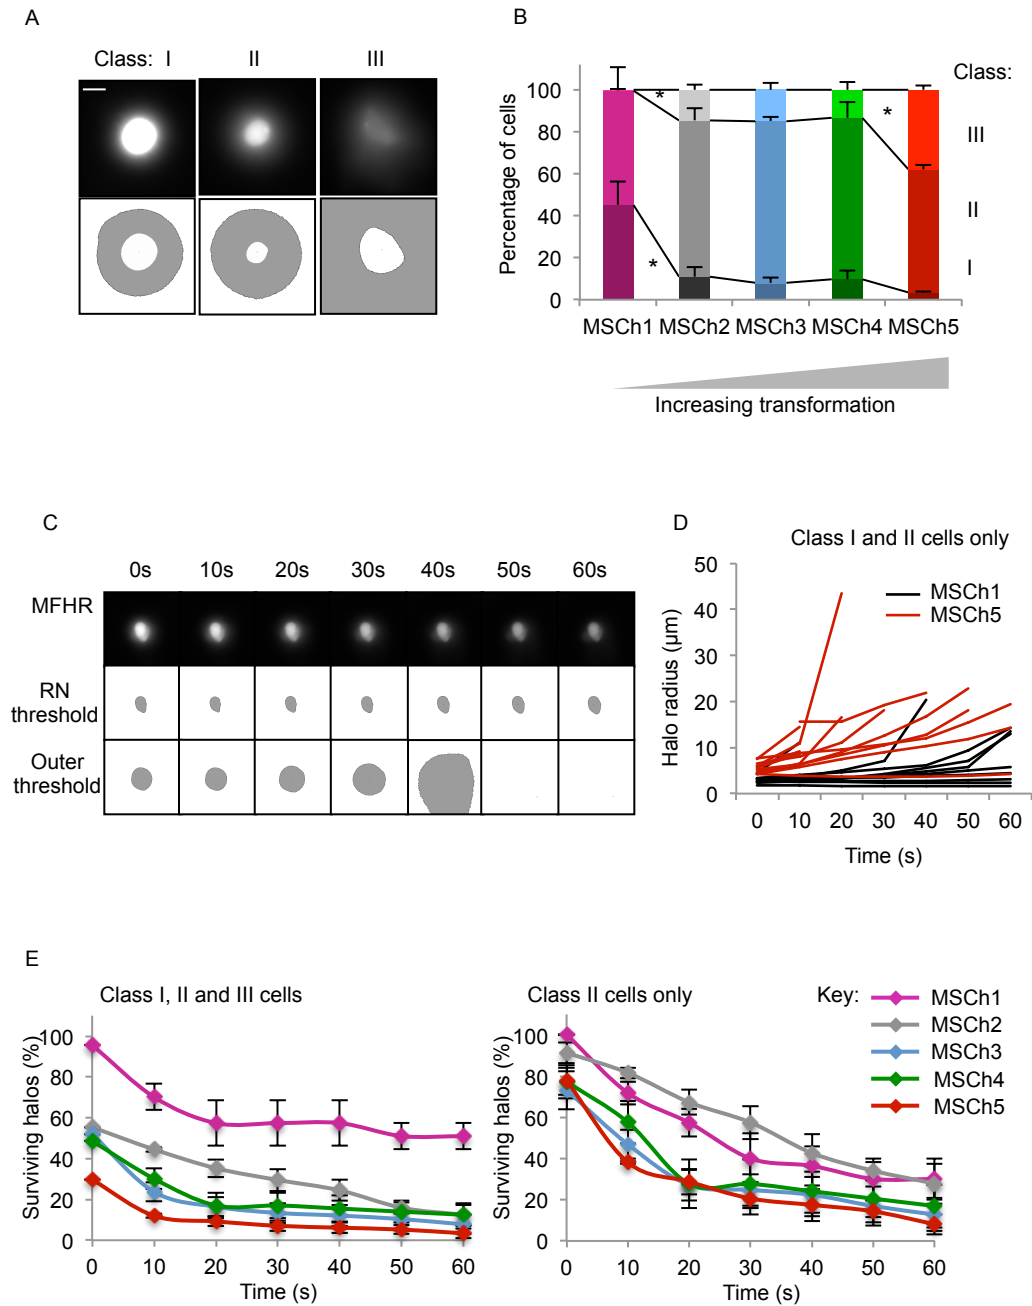 A
Class: I II III
B
Class:
Percentage of cells
100
80
60
40
20
0
*
*
*
III
II
I
MSCh1 MSCh2 MSCh3 MSCh4 MSCh5
Increasing transformation
C
0s 10s 20s 30s 40s 50s 60s
MFHR
RN
threshold
Outer
threshold
D
Class I and II cells only
Halo radius (µm)
50
40
30
20
10
0
MSCh1
MSCh5
0 10 20 30 40 50 60
Time (s)
E
Class I, II and III cells
Surviving halos (%)
100
80
60
40
20
0
0 10 20 30 40 50 60
Time (s)
Class II cells only
Surviving halos (%)
100
80
60
40
20
0
0 10 20 30 40 50 60
Time (s)
Key:
MSCh1
MSCh2
MSCh3
MSCh4
MSCh5